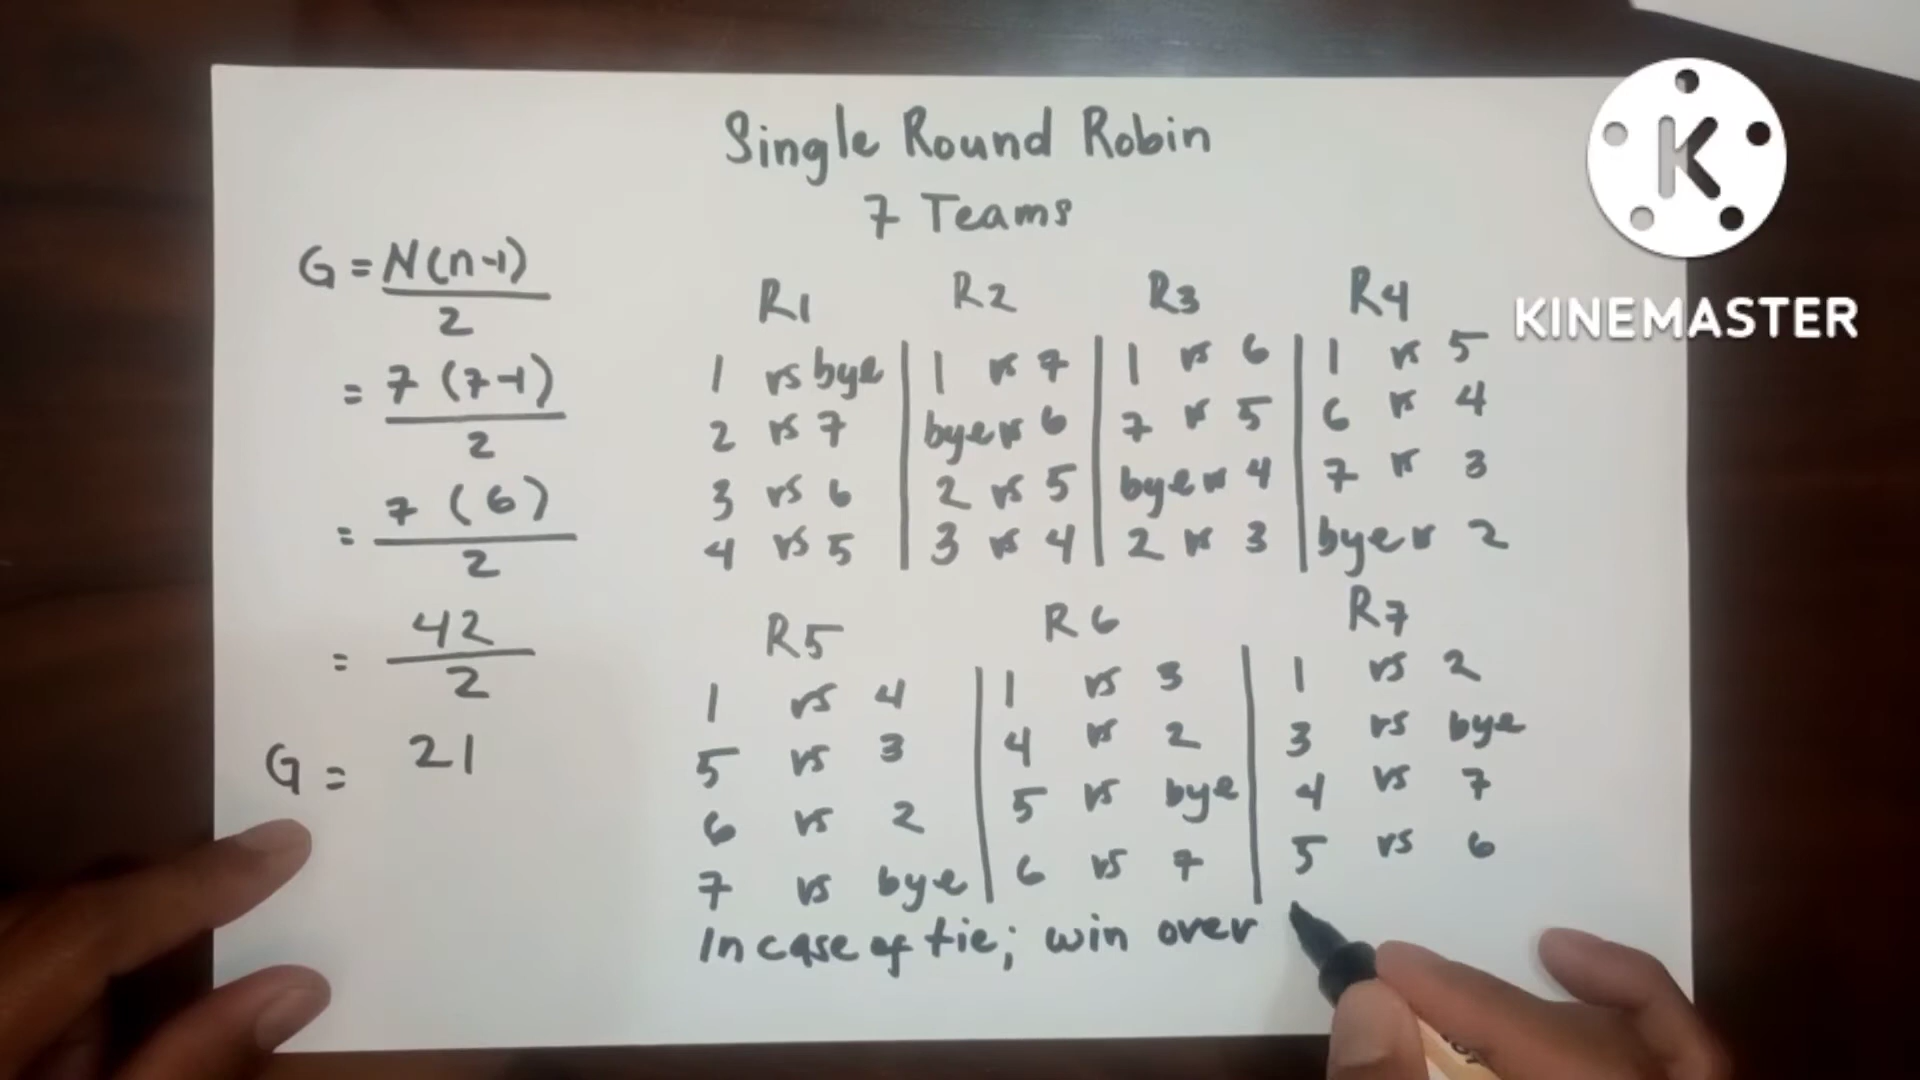 Single Round Robin
7 Teams
G = N(n-1)
2
= 7 (7-1)
2
= 7 (6)
2
= 42
2
G = 21
R1 R2 R3 R4
1 vs bye 1 vs 7 1 vs 6 1 vs 5
2 vs 7 bye vs 6 7 vs 5 6 vs 4
3 vs 6 2 vs 5 bye vs 4 7 vs 3
4 vs 5 3 vs 4 2 vs 3 bye vs 2
R5 R6 R7
1 vs 4 1 vs 3 1 vs 2
5 vs 3 4 vs 2 3 vs bye
6 vs 2 5 vs bye 4 vs 7
7 vs bye 6 vs 7 5 vs 6
In case of tie; win over
KINEMASTER